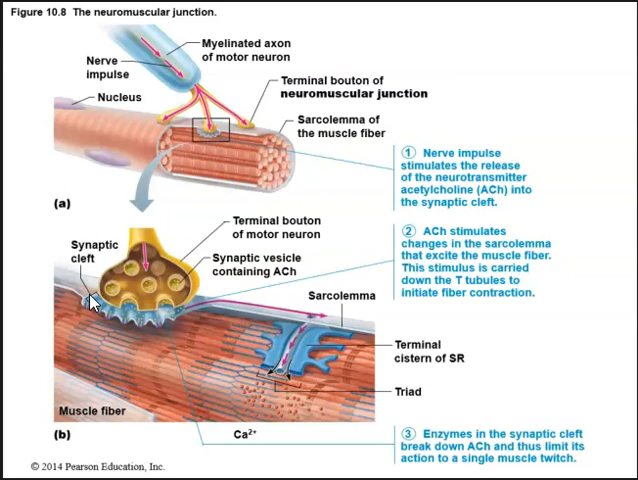 Figure 10.8 The neuromuscular junction.
Myelinated axon
of motor neuron
Nerve
impulse
Terminal bouton of
neuromuscular junction
Nucleus
Sarcolemma of
the muscle fiber
1 Nerve impulse
stimulates the release
of the neurotransmitter
acetylcholine (ACh) into
the synaptic cleft.
(a)
Terminal bouton
of motor neuron
2 ACh stimulates
changes in the sarcolemma
that excite the muscle fiber.
This stimulus is carried
down the T tubules to
initiate fiber contraction.
Synaptic
cleft
Synaptic vesicle
containing ACh
Sarcolemma
Terminal
cistern of SR
Triad
Muscle fiber
(b)
Ca2+
3 Enzymes in the synaptic cleft
break down ACh and thus limit its
action to a single muscle twitch.
© 2014 Pearson Education, Inc.